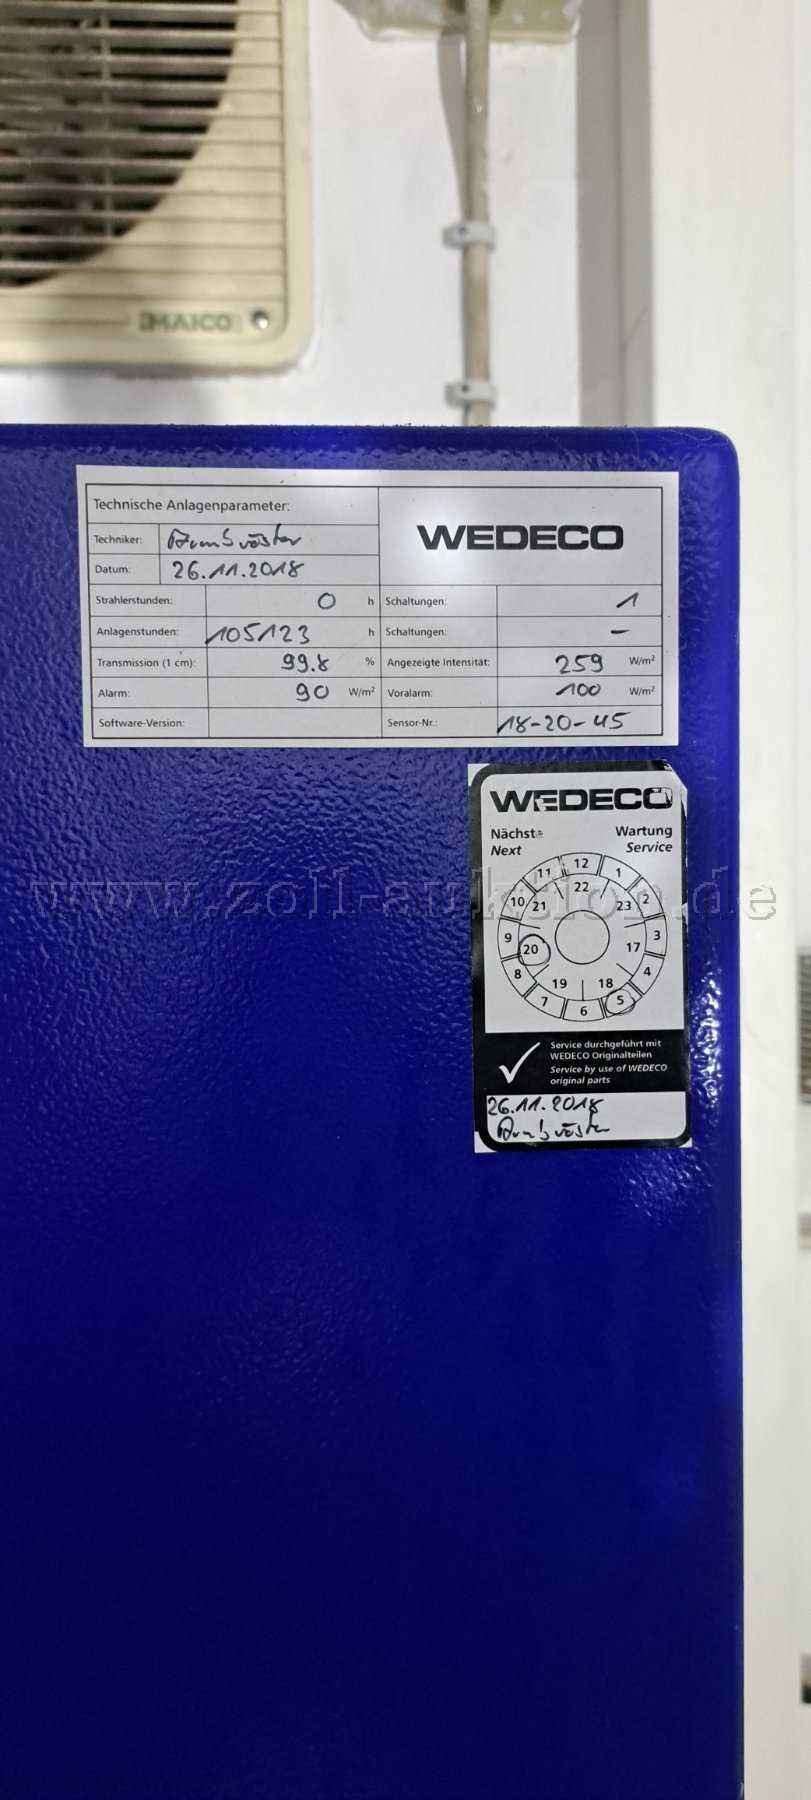 MAICO
Technische Anlagenparameter:
WEDECO
Techniker: Armbrüster
Datum: 26.11.2018
Strahlerstunden: 0 h Schaltungen: 1
Anlagenstunden: 105123 h Schaltungen: –
Transmission (1 cm): 99.8 % Angezeigte Intensität: 259 W/m²
Alarm: 90 W/m² Voralarm: 100 W/m²
Software-Version: Sensor-Nr.: 18-20-45
WEDECO
Nächste Wartung
Next Service
12 1 2 3 4 5 6 7 8 9 10 11
22 23 17 18 19 20 21
Service durchgeführt mit
WEDECO Originalteilen
Service by use of WEDECO
original parts
26.11.2018
Armbrüster
www.zoll-auktion.de